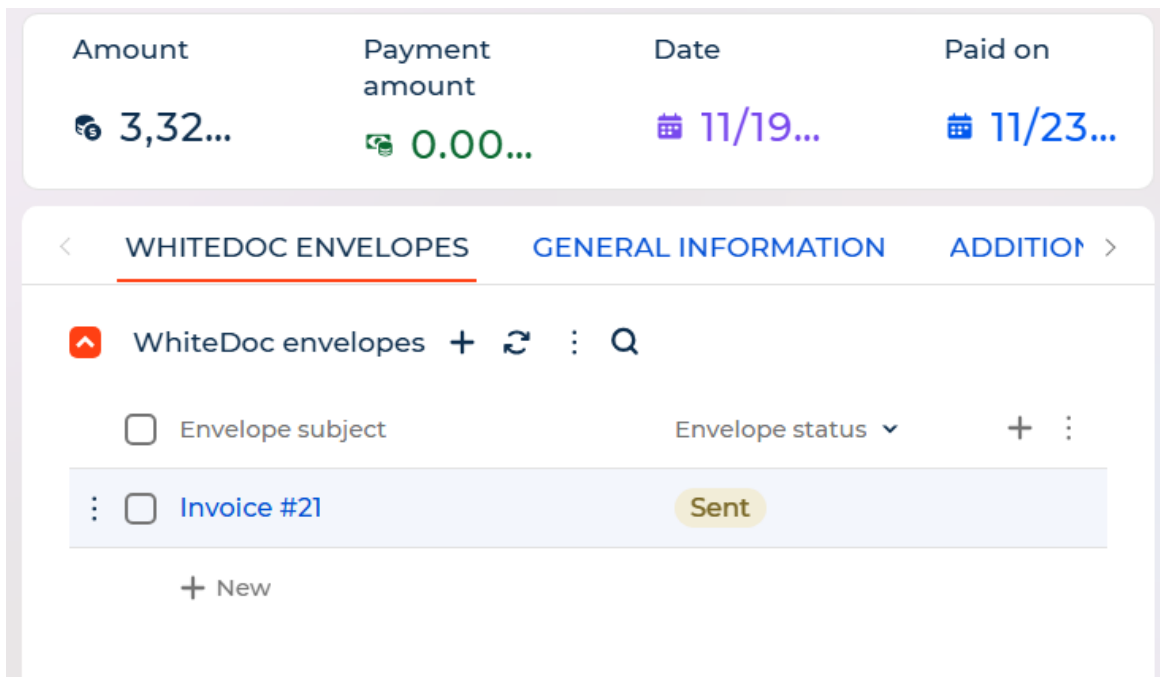 Amount
Payment amount
Date
Paid on
3,32...
0.00...
11/19...
11/23...
WHITEDOC ENVELOPES
GENERAL INFORMATION
ADDITION
WhiteDoc envelopes
Envelope subject
Envelope status
Invoice #21
Sent
New